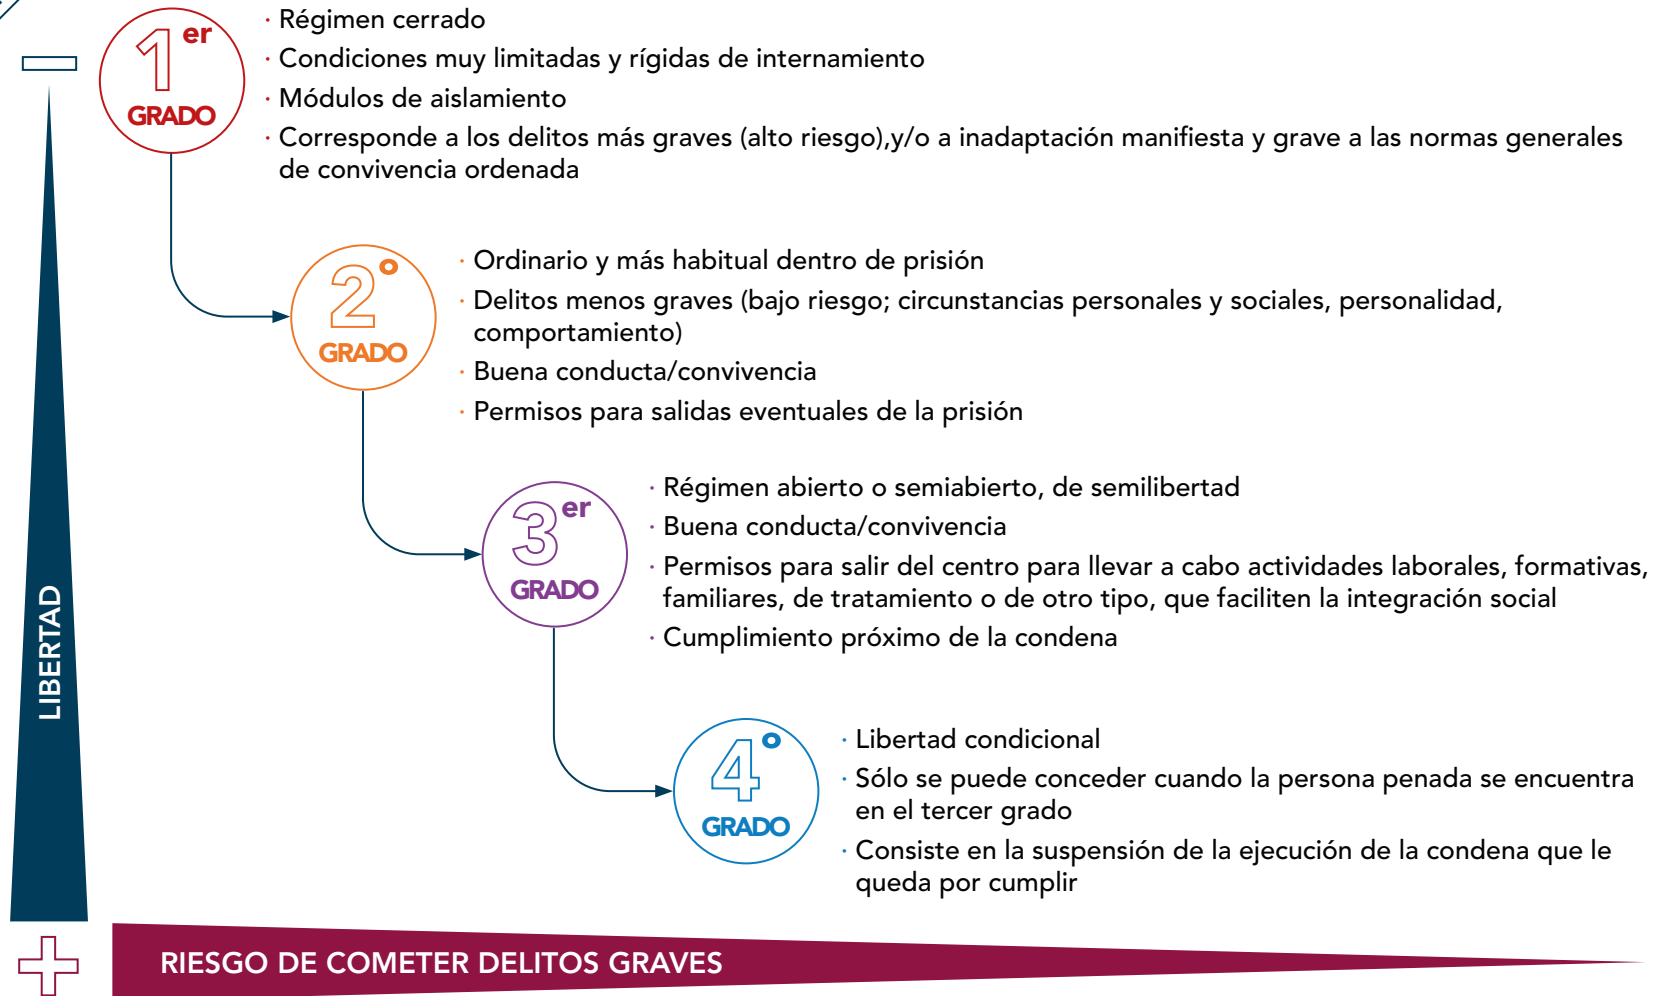 1er
GRADO
· Régimen cerrado
· Condiciones muy limitadas y rígidas de internamiento
· Módulos de aislamiento
· Corresponde a los delitos más graves (alto riesgo),y/o a inadaptación manifiesta y grave a las normas generales
de convivencia ordenada
2º
GRADO
· Ordinario y más habitual dentro de prisión
· Delitos menos graves (bajo riesgo; circunstancias personales y sociales, personalidad,
comportamiento)
· Buena conducta/convivencia
· Permisos para salidas eventuales de la prisión
3er
GRADO
· Régimen abierto o semiabierto, de semilibertad
· Buena conducta/convivencia
· Permisos para salir del centro para llevar a cabo actividades laborales, formativas,
familiares, de tratamiento o de otro tipo, que faciliten la integración social
· Cumplimiento próximo de la condena
4º
GRADO
· Libertad condicional
· Sólo se puede conceder cuando la persona penada se encuentra
en el tercer grado
· Consiste en la suspensión de la ejecución de la condena que le
queda por cumplir
LIBERTAD
RIESGO DE COMETER DELITOS GRAVES